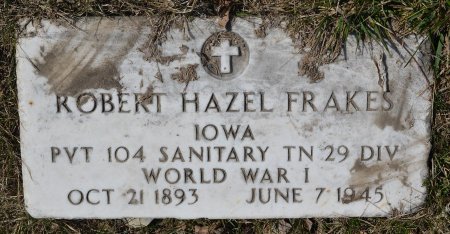 ROBERT HAZEL FRAKES
IOWA
PVT 104 SANITARY TN 29 DIV
WORLD WAR I
OCT 21 1893 JUNE 7 1945